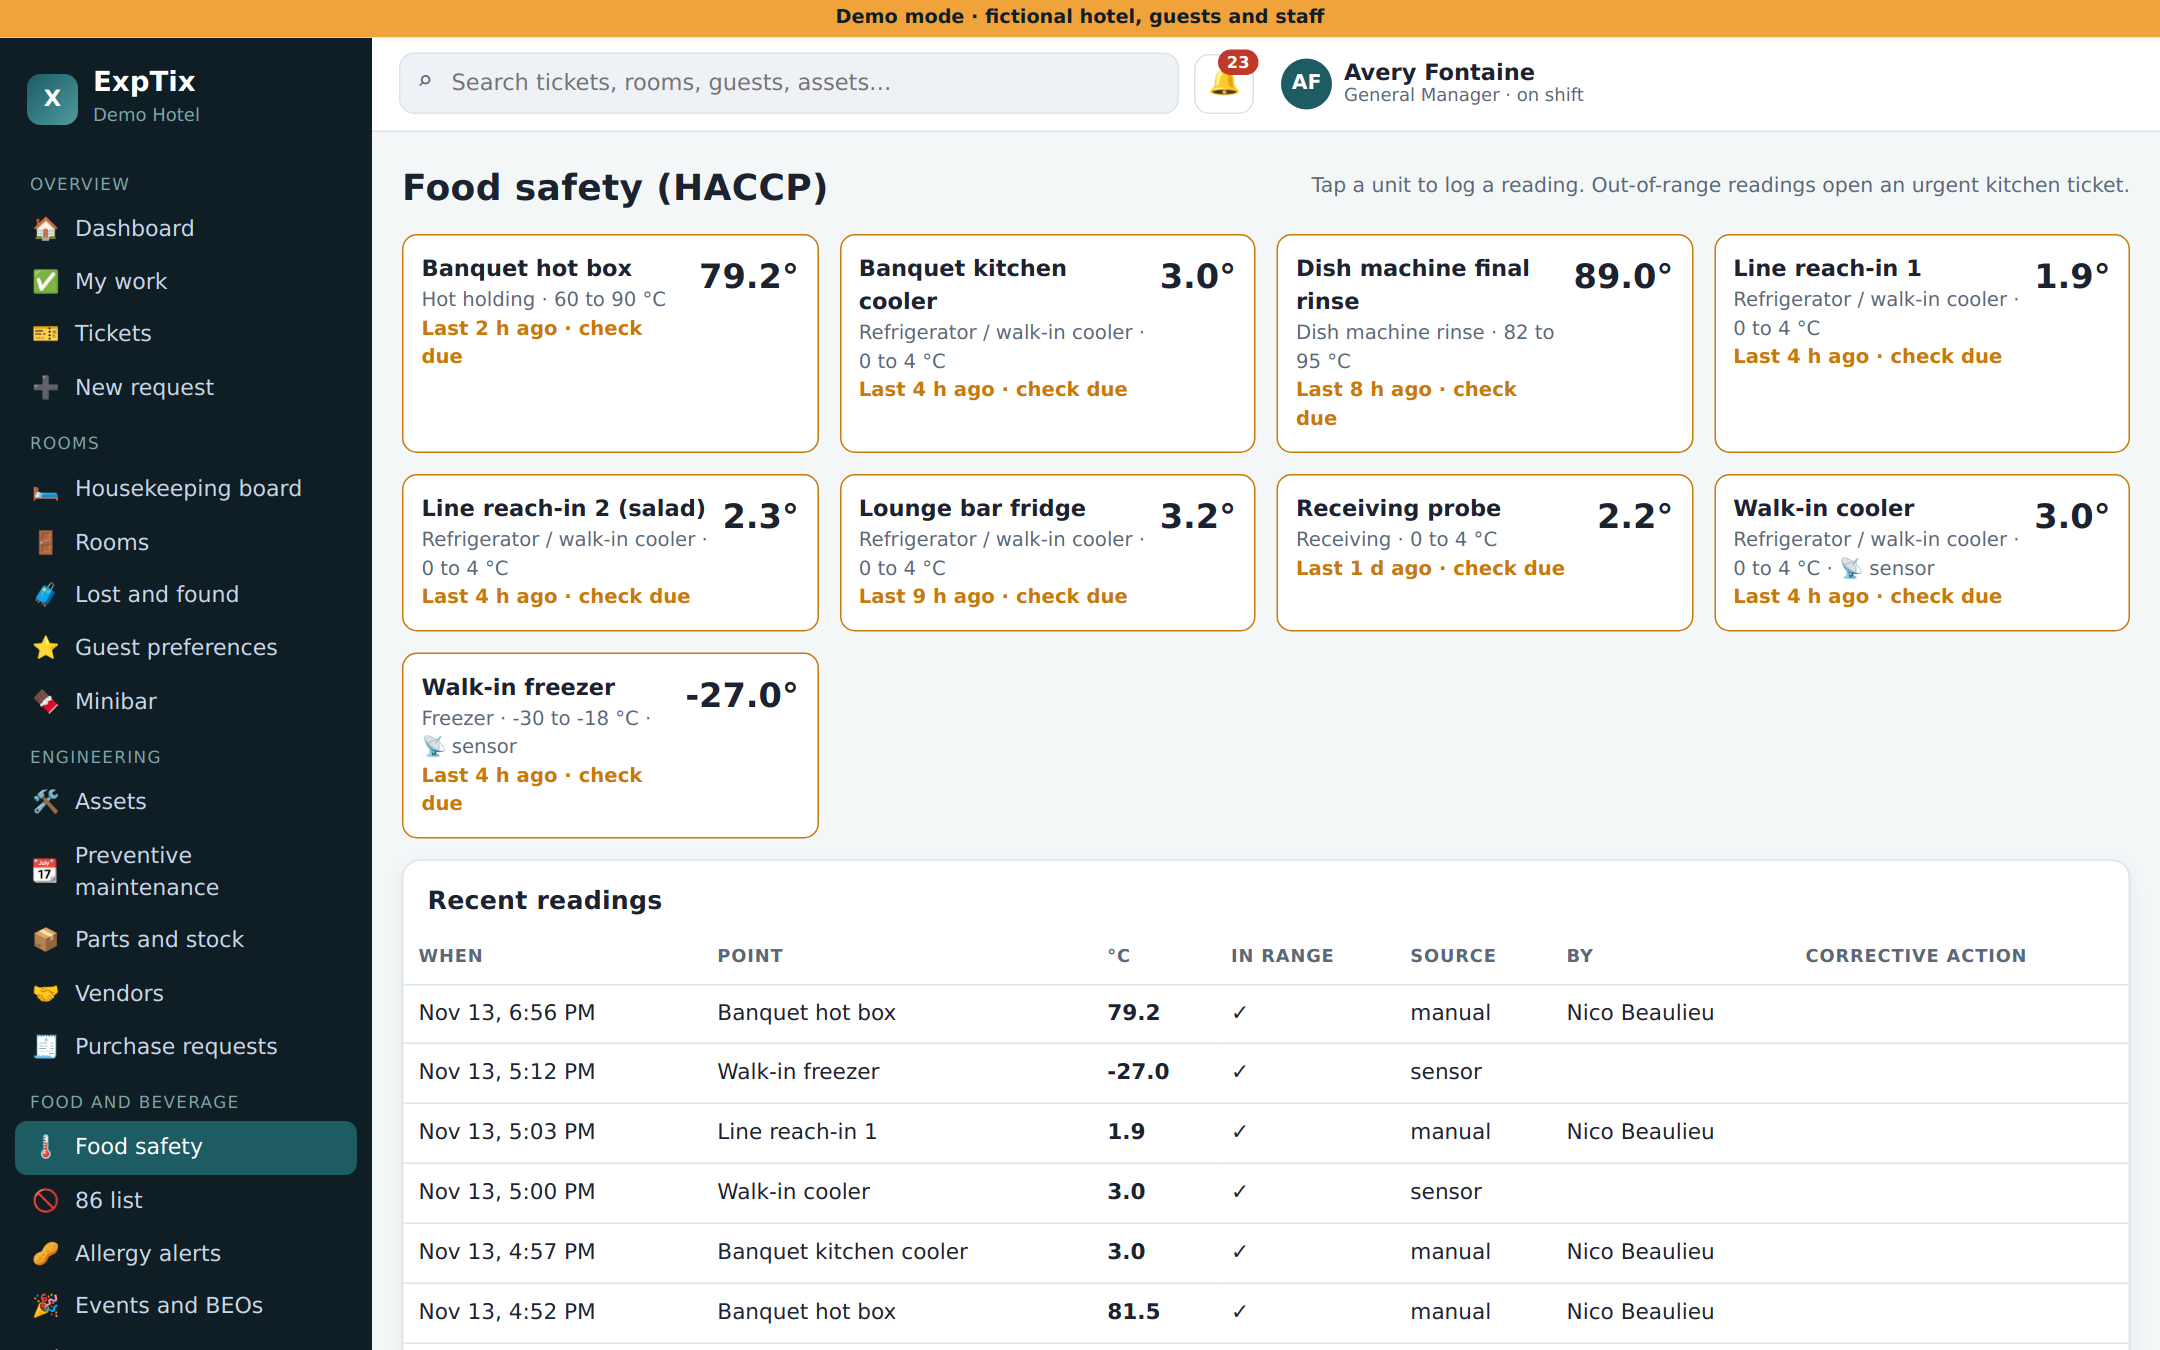 Demo mode · fictional hotel, guests and staff
X
ExpTix
Demo Hotel
OVERVIEW
Dashboard
My work
Tickets
New request
ROOMS
Housekeeping board
Rooms
Lost and found
Guest preferences
Minibar
ENGINEERING
Assets
Preventive
maintenance
Parts and stock
Vendors
Purchase requests
FOOD AND BEVERAGE
Food safety
86 list
Allergy alerts
Events and BEOs
Search tickets, rooms, guests, assets...
23
AF
Avery Fontaine
General Manager · on shift
Food safety (HACCP)
Tap a unit to log a reading. Out-of-range readings open an urgent kitchen ticket.
Banquet hot box
79.2°
Hot holding · 60 to 90 °C
Last 2 h ago · check
due
Banquet kitchen
cooler
3.0°
Refrigerator / walk-in cooler ·
0 to 4 °C
Last 4 h ago · check due
Dish machine final
rinse
89.0°
Dish machine rinse · 82 to
95 °C
Last 8 h ago · check
due
Line reach-in 1
1.9°
Refrigerator / walk-in cooler ·
0 to 4 °C
Last 4 h ago · check due
Line reach-in 2 (salad)
2.3°
Refrigerator / walk-in cooler ·
0 to 4 °C
Last 4 h ago · check due
Lounge bar fridge
3.2°
Refrigerator / walk-in cooler ·
0 to 4 °C
Last 9 h ago · check due
Receiving probe
2.2°
Receiving · 0 to 4 °C
Last 1 d ago · check due
Walk-in cooler
3.0°
Refrigerator / walk-in cooler ·
0 to 4 °C · 📡 sensor
Last 4 h ago · check due
Walk-in freezer
-27.0°
Freezer · -30 to -18 °C ·
📡 sensor
Last 4 h ago · check
due
Recent readings
WHEN POINT °C IN RANGE SOURCE BY CORRECTIVE ACTION
Nov 13, 6:56 PM Banquet hot box 79.2 ✓ manual Nico Beaulieu
Nov 13, 5:12 PM Walk-in freezer -27.0 ✓ sensor
Nov 13, 5:03 PM Line reach-in 1 1.9 ✓ manual Nico Beaulieu
Nov 13, 5:00 PM Walk-in cooler 3.0 ✓ sensor
Nov 13, 4:57 PM Banquet kitchen cooler 3.0 ✓ manual Nico Beaulieu
Nov 13, 4:52 PM Banquet hot box 81.5 ✓ manual Nico Beaulieu